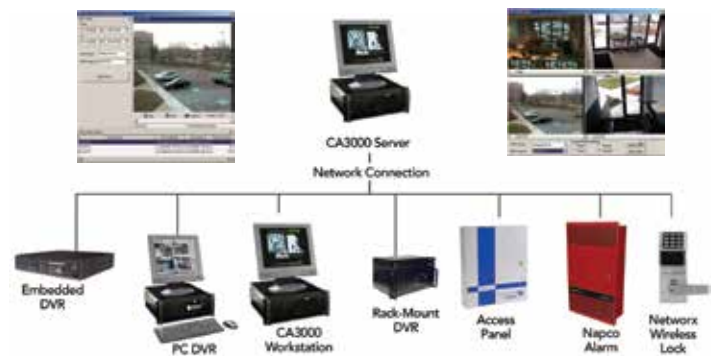 CA3000 Server
Network Connection
Embedded
DVR
PC DVR
CA3000
Workstation
Rack-Mount
DVR
Access
Panel
Napco
Alarm
Networx
Wireless
Lock